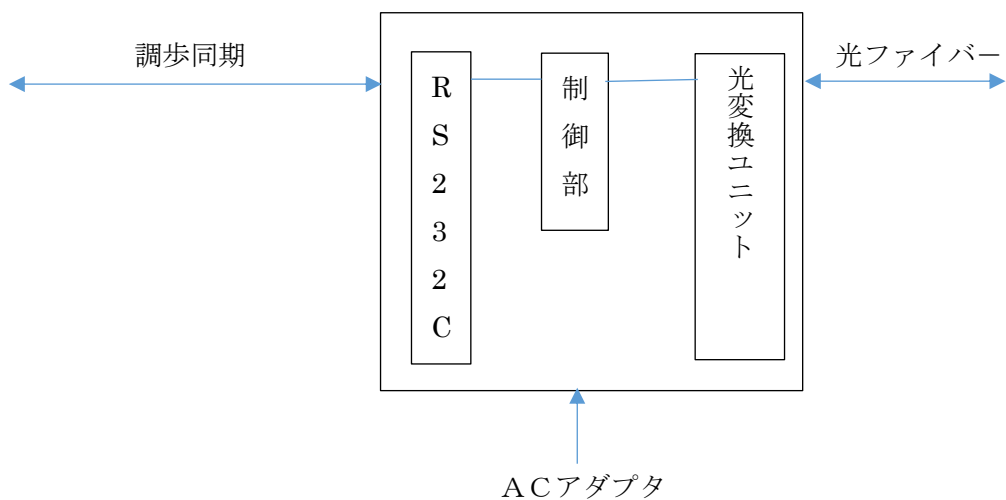 調歩同期
光ファイバー
RS232C
制御部
光変換ユニット
ACアダプタ